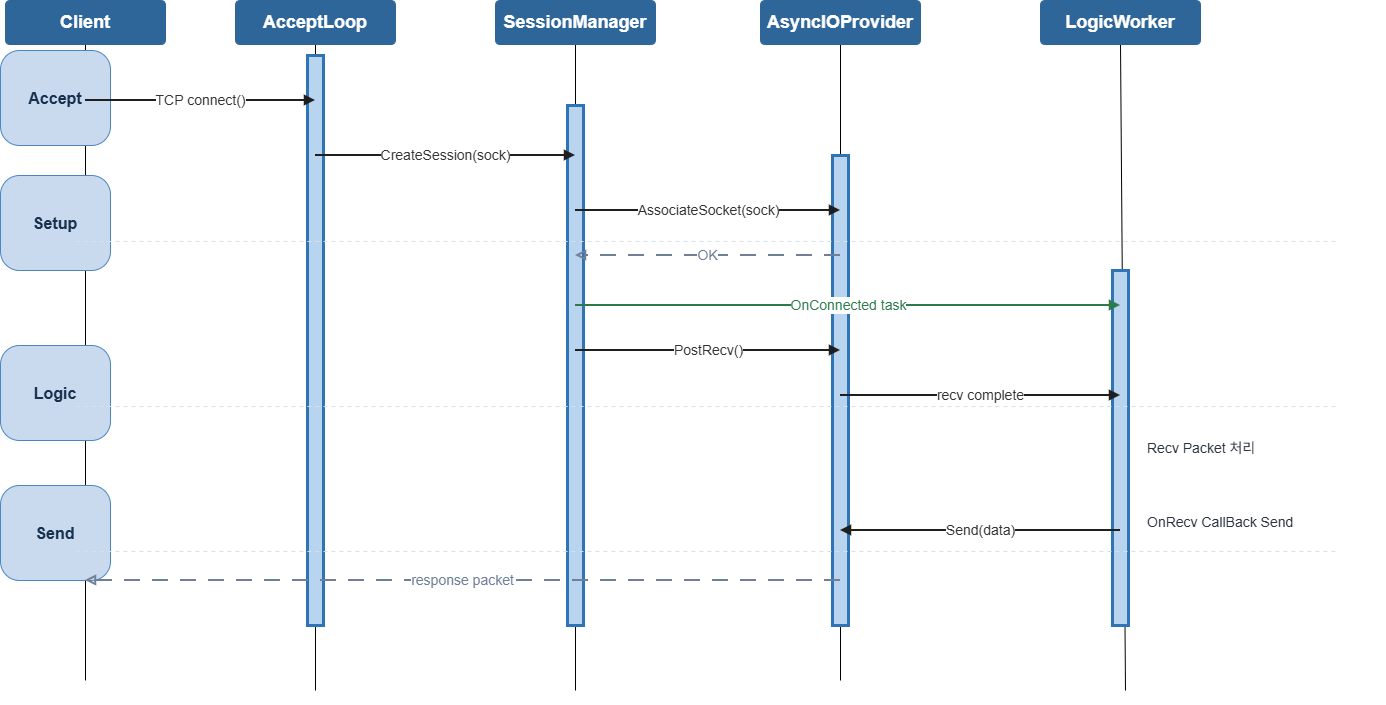 Client
AcceptLoop
SessionManager
AsyncIOProvider
LogicWorker
Accept
TCP connect()
CreateSession(sock)
Setup
AssociateSocket(sock)
OK
OnConnected task
PostRecv()
Logic
recv complete
Recv Packet 처리
Send
Send(data)
OnRecv CallBack Send
response packet